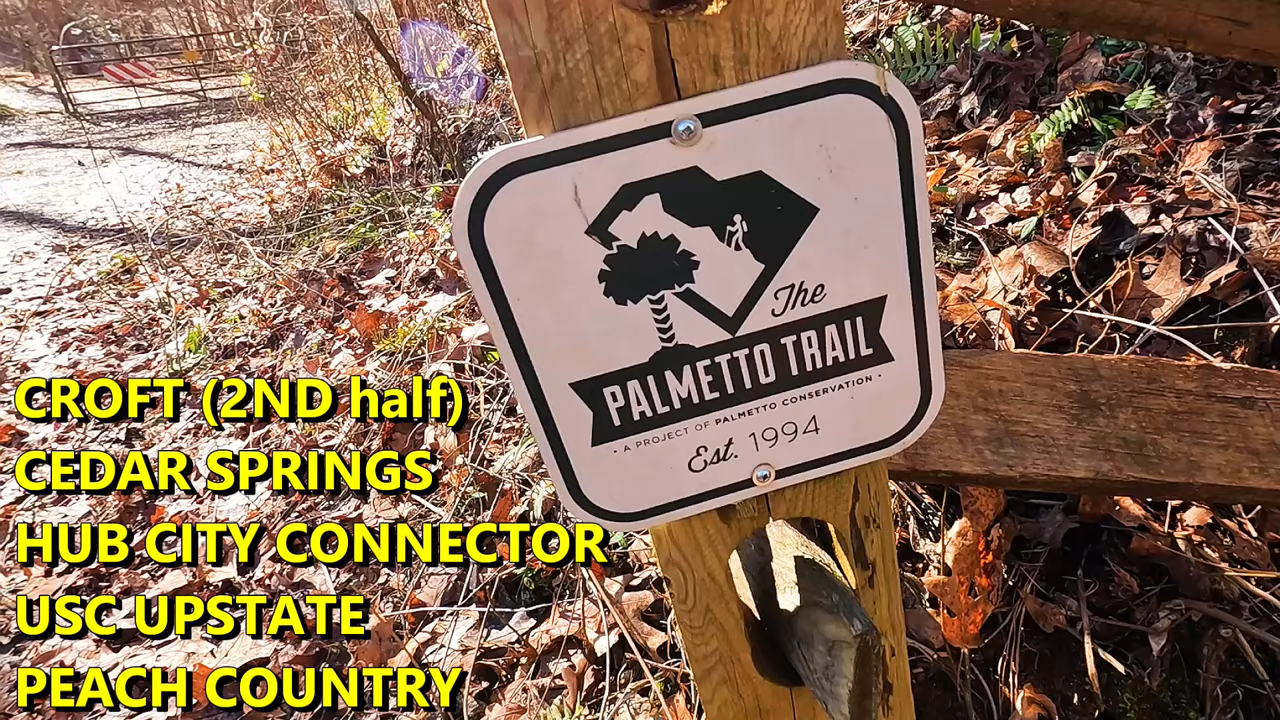 The
PALMETTO TRAIL
• A PROJECT OF PALMETTO CONSERVATION •
Est. 1994
CROFT (2ND half)
CEDAR SPRINGS
HUB CITY CONNECTOR
USC UPSTATE
PEACH COUNTRY